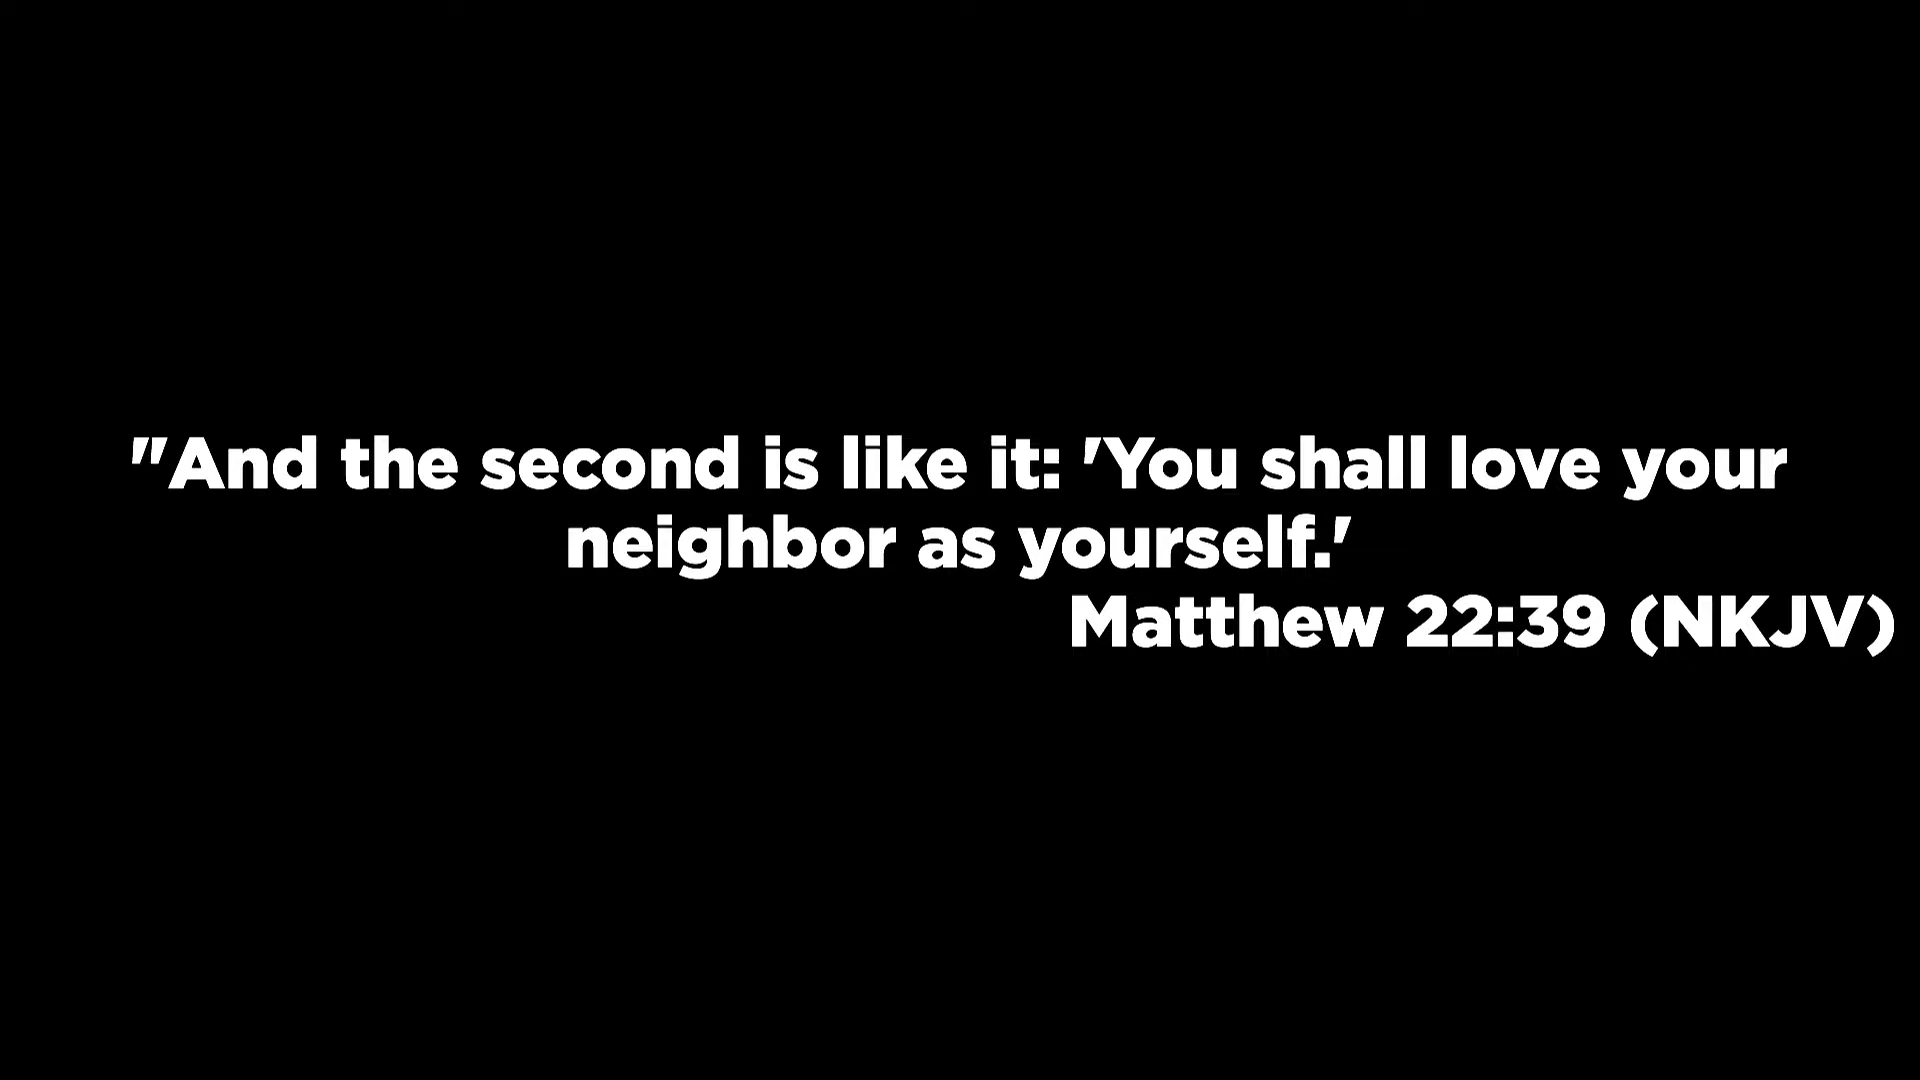 "And the second is like it: 'You shall love your
neighbor as yourself.'
Matthew 22:39 (NKJV)